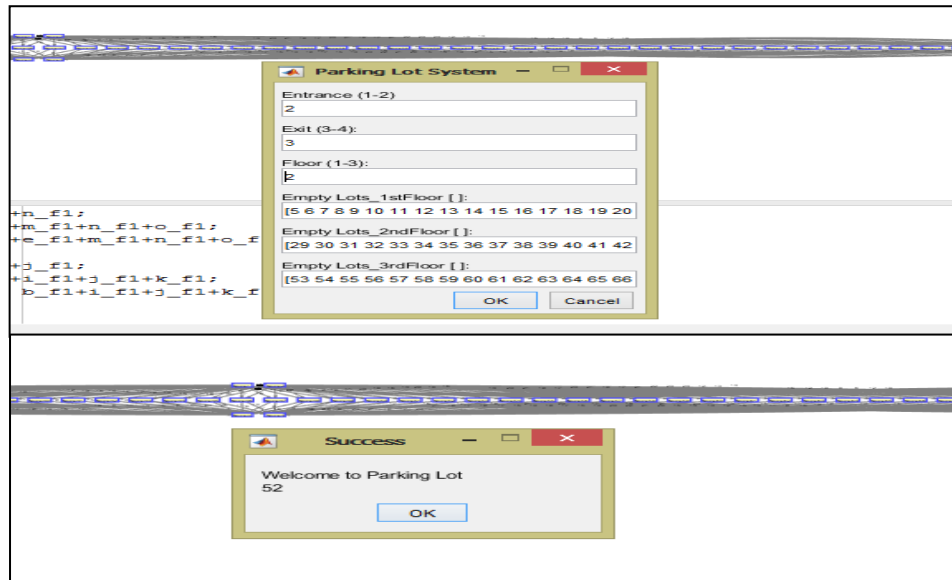 Parking Lot System
Entrance (1-2)
2
Exit (3-4):
3
Floor (1-3):
2
Empty Lots_1stFloor [ ]:
[5 6 7 8 9 10 11 12 13 14 15 16 17 18 19 20
Empty Lots_2ndFloor [ ]:
[29 30 31 32 33 34 35 36 37 38 39 40 41 42
Empty Lots_3rdFloor [ ]:
[53 54 55 56 57 58 59 60 61 62 63 64 65 66
OK Cancel
+n_f1;
+m_f1+n_f1+o_f1;
+e_f1+m_f1+n_f1+o_f
+j_f1;
+i_f1+j_f1+k_f1;
b_f1+i_f1+j_f1+k_f
Success
Welcome to Parking Lot
52
OK